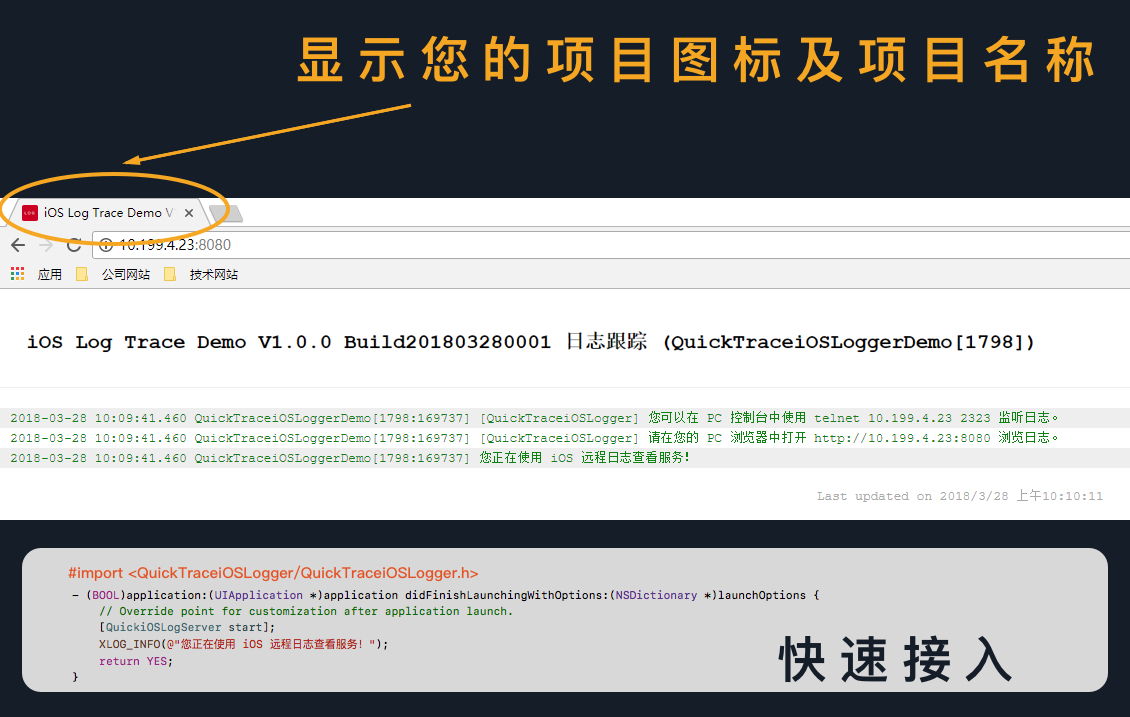 显示您的项目图标及项目名称
LOG iOS Log Trace Demo V
10.199.4.23:8080
应用 公司网站 技术网站
iOS Log Trace Demo V1.0.0 Build201803280001 日志跟踪 (QuickTraceiOSLoggerDemo[1798])
2018-03-28 10:09:41.460 QuickTraceiOSLoggerDemo[1798:169737] [QuickTraceiOSLogger] 您可以在 PC 控制台中使用 telnet 10.199.4.23 2323 监听日志。
2018-03-28 10:09:41.460 QuickTraceiOSLoggerDemo[1798:169737] [QuickTraceiOSLogger] 请在您的 PC 浏览器中打开 http://10.199.4.23:8080 浏览日志。
2018-03-28 10:09:41.460 QuickTraceiOSLoggerDemo[1798:169737] 您正在使用 iOS 远程日志查看服务!
Last updated on 2018/3/28 上午10:10:11
#import <QuickTraceiOSLogger/QuickTraceiOSLogger.h>
- (BOOL)application:(UIApplication *)application didFinishLaunchingWithOptions:(NSDictionary *)launchOptions {
// Override point for customization after application launch.
[QuickiOSLogServer start];
XLOG_INFO(@"您正在使用 iOS 远程日志查看服务! ");
return YES;
}
快速接入